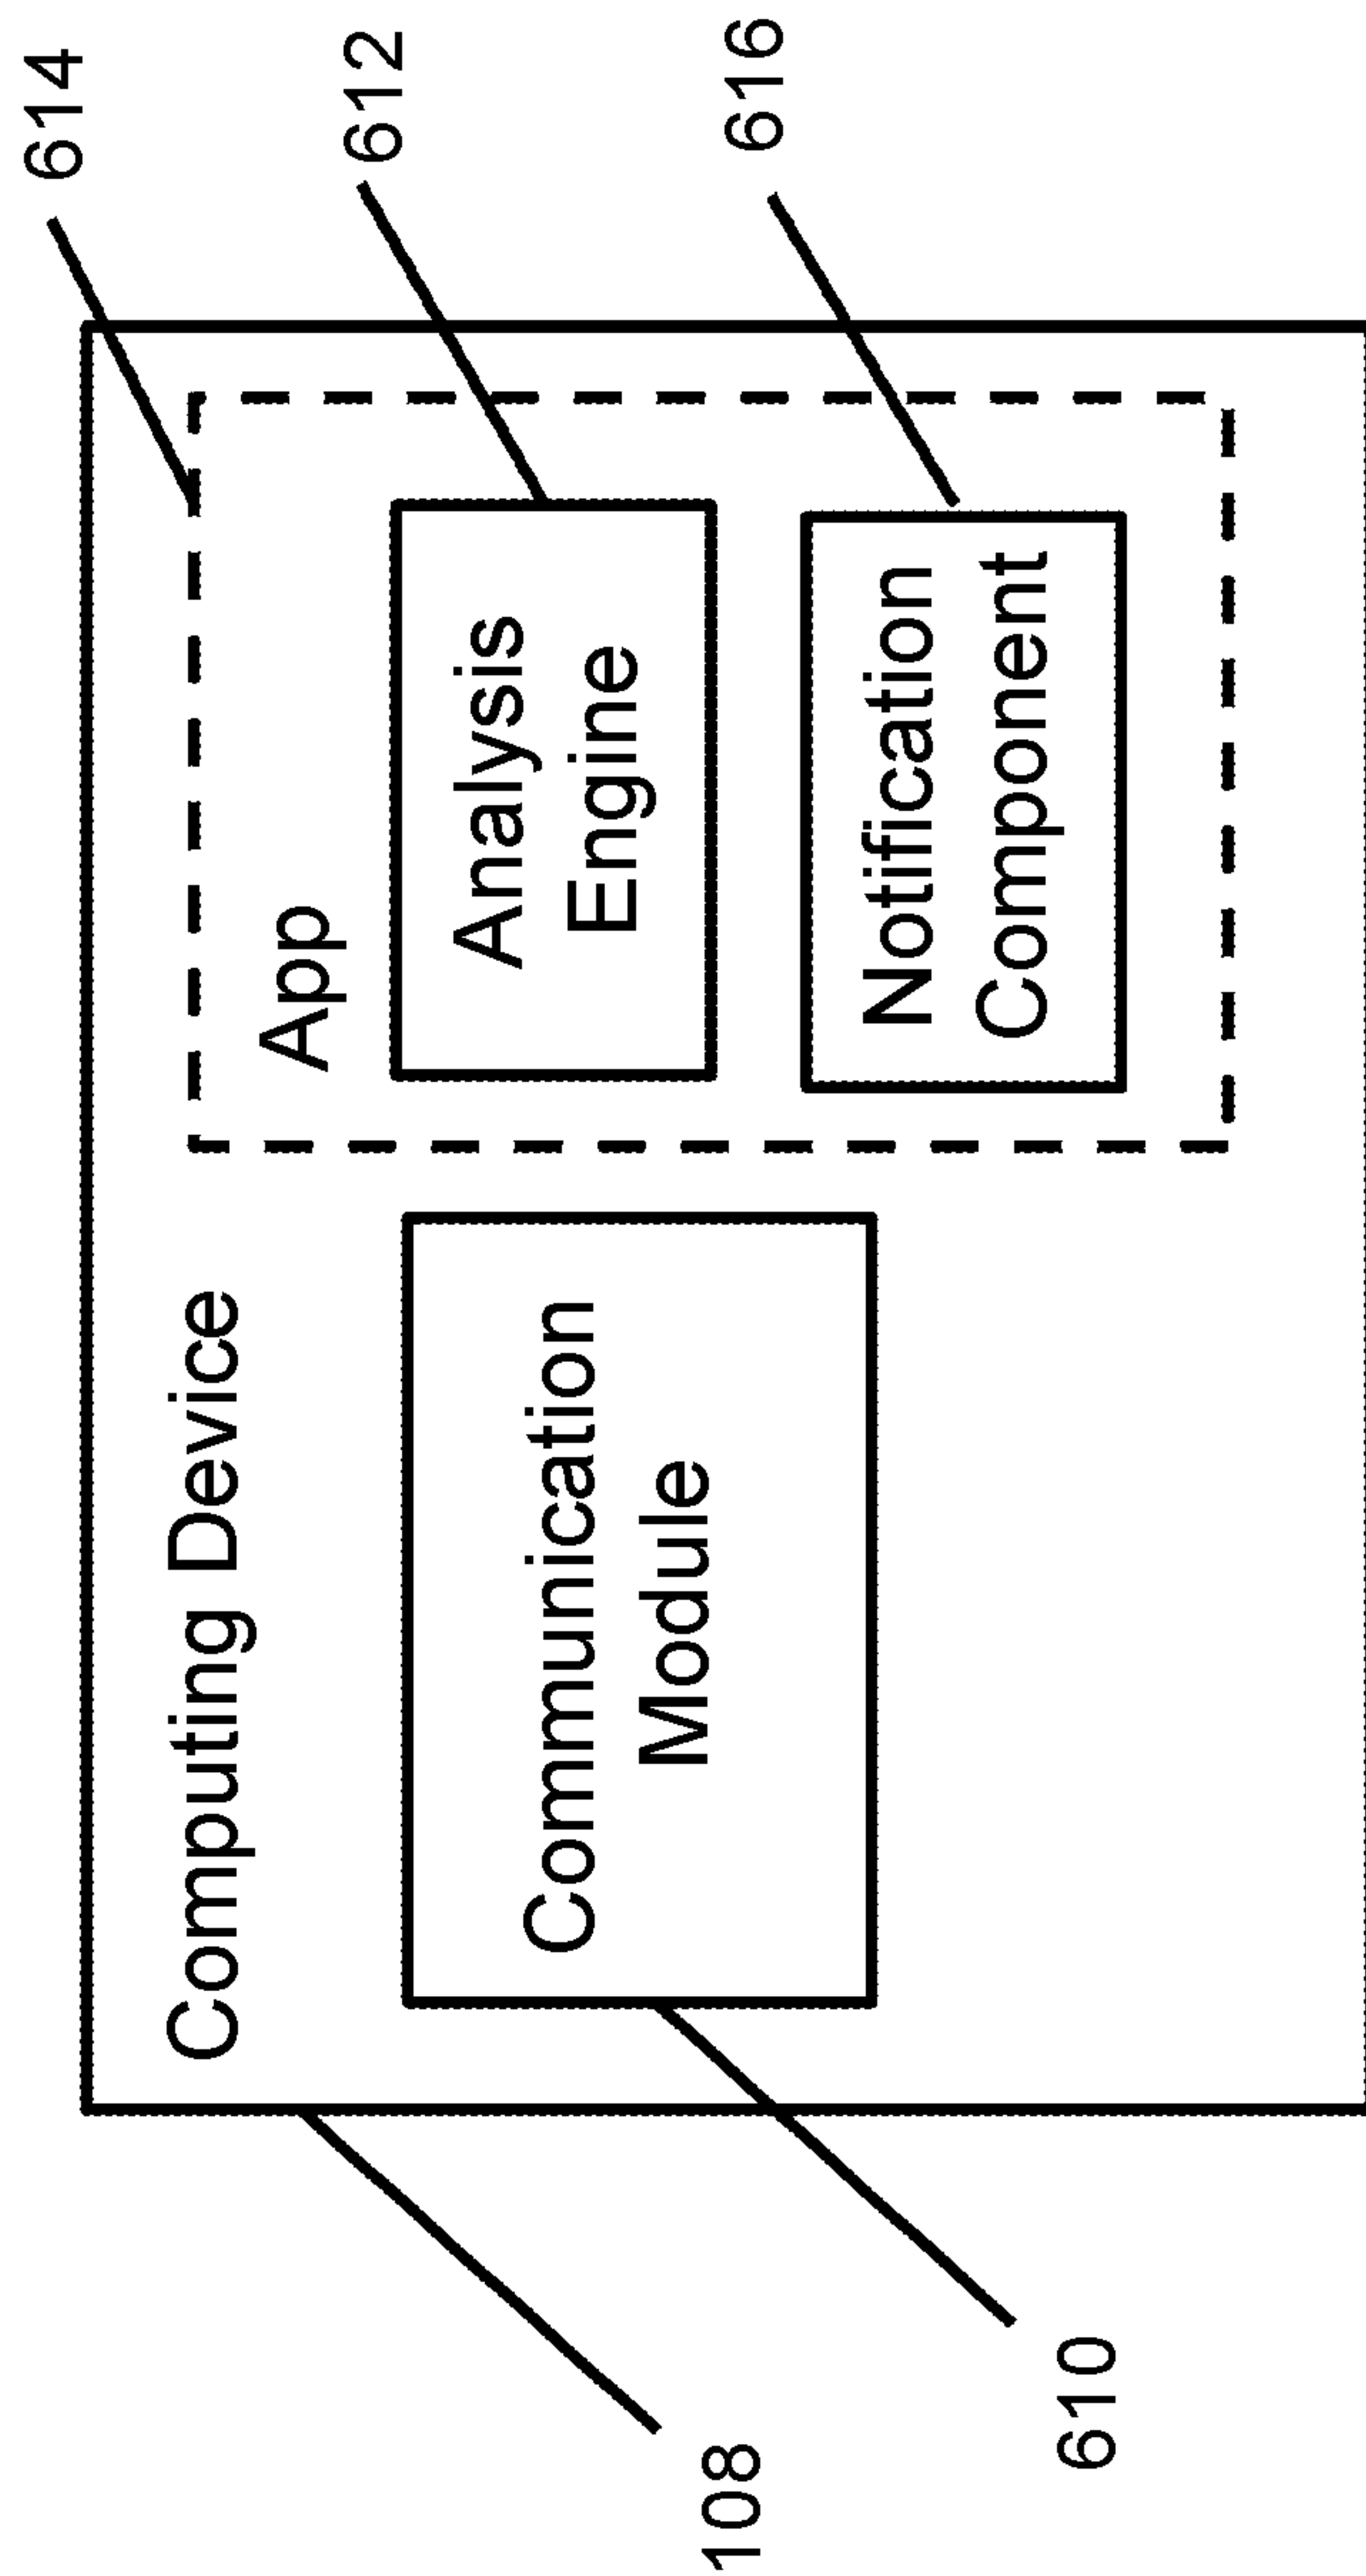 614
612
616
App
Analysis
Engine
Notification
Component
Computing Device
Communication
Module
108
610